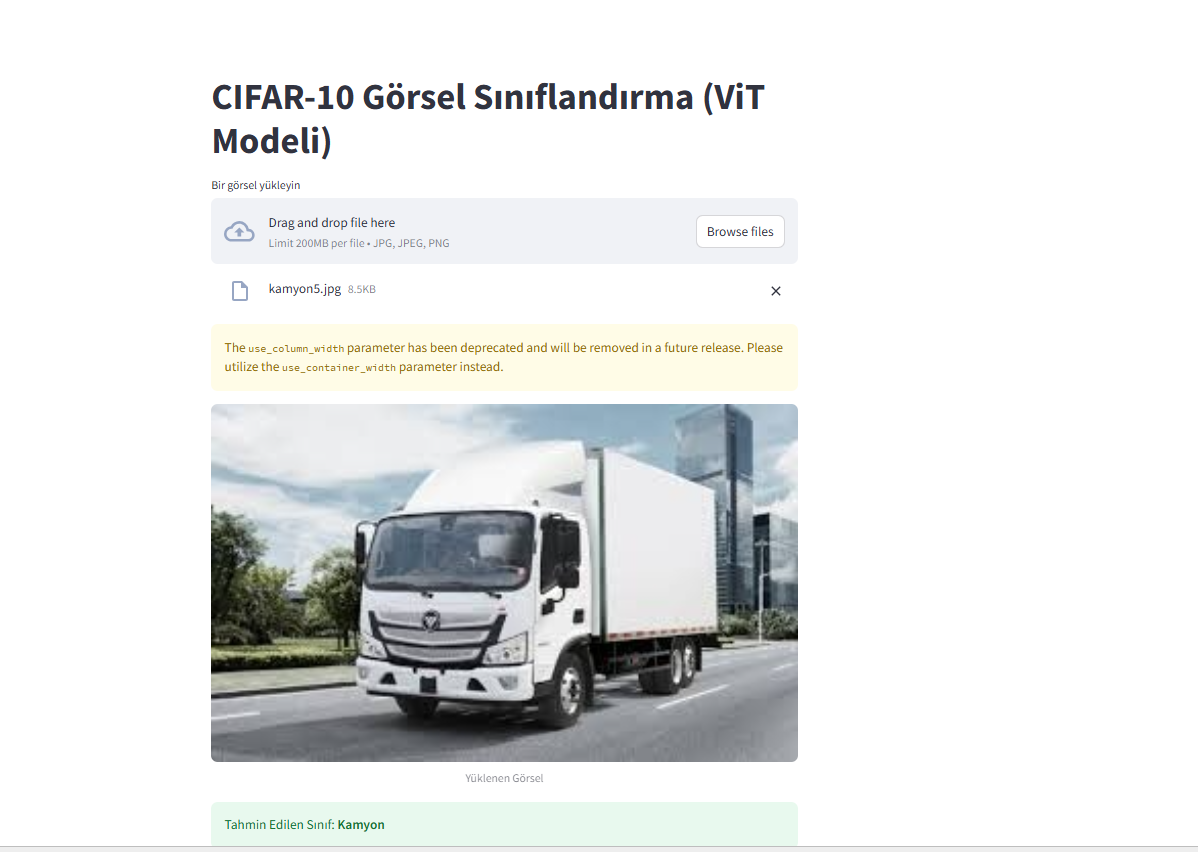 CIFAR-10 Görsel Sınıflandırma (ViT
Modeli)
Bir görsel yükleyin
Drag and drop file here
Limit 200MB per file • JPG, JPEG, PNG
Browse files
kamyon5.jpg 8.5KB
The use_column_width parameter has been deprecated and will be removed in a future release. Please
utilize the use_container_width parameter instead.
Yüklenen Görsel
Tahmin Edilen Sınıf: Kamyon